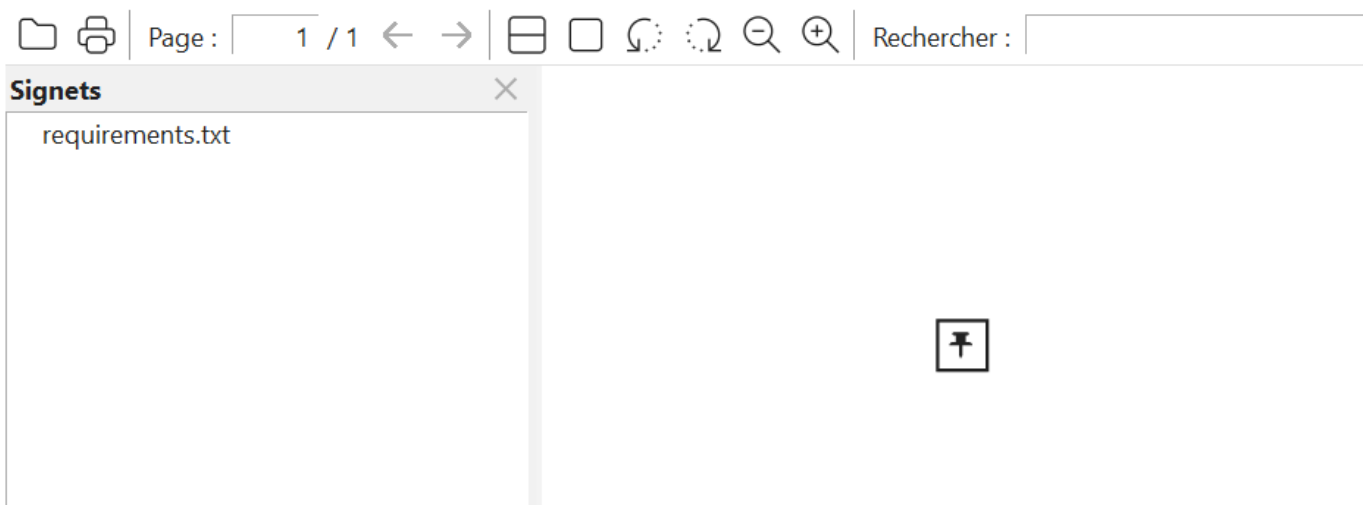 Page : 1 / 1 Rechercher :
Signets
requirements.txt